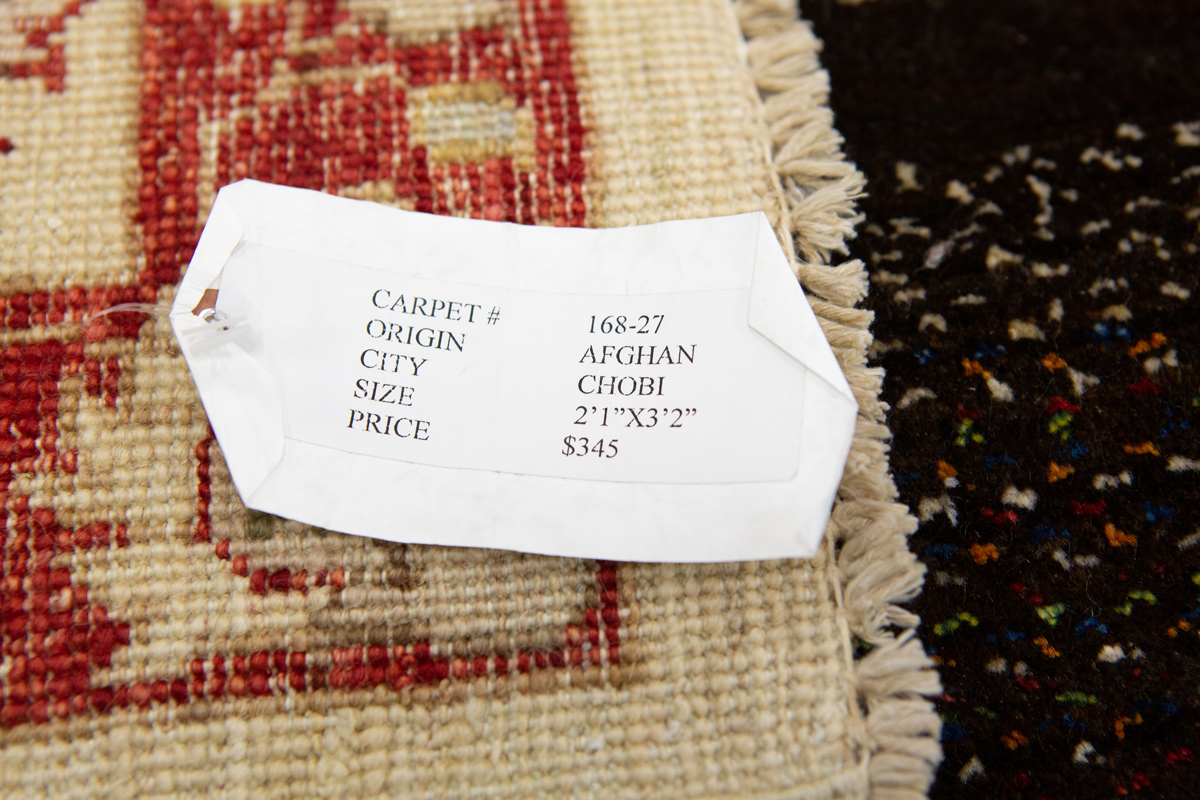 CARPET # 168-27
ORIGIN AFGHAN
CITY CHOBI
SIZE 2’1”X3’2”
PRICE $345